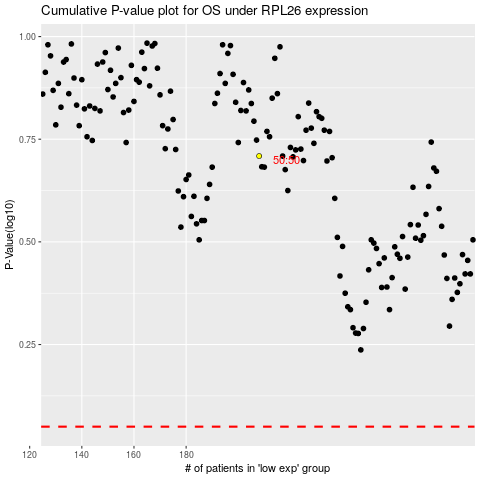 Cumulative P-value plot for OS under RPL26 expression
P-Value(log10)
1.00
0.75
50:50
0.50
0.25
120 140 160 180
# of patients in 'low exp' group